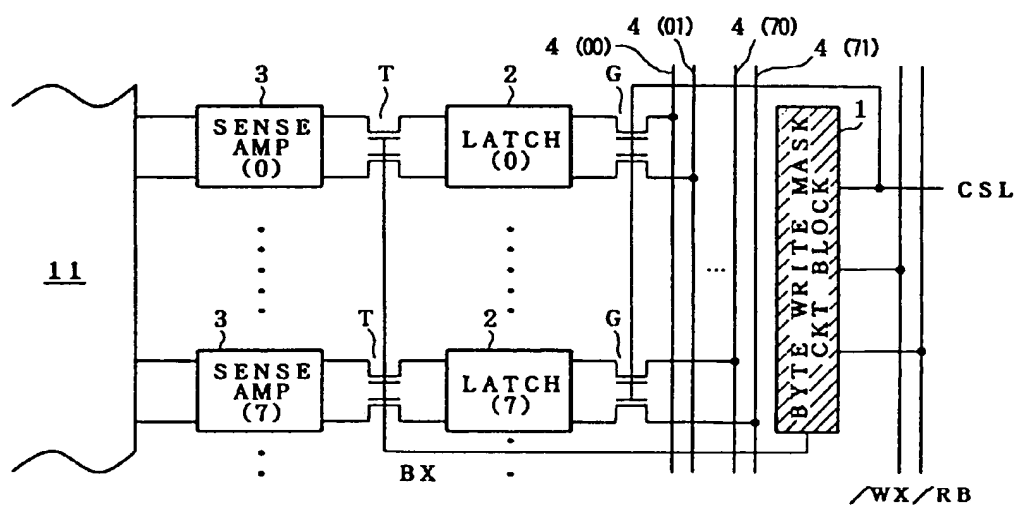 4 (00)
4 (01)
4 (70)
4 (71)
3
T
2
G
1
SENSE
AMP
(0)
LATCH
(0)
BYTE WRITE MASK
CKT BLOCK
CSL
11
...
3
T
2
G
SENSE
AMP
(7)
LATCH
(7)
BX
/WX
/RB